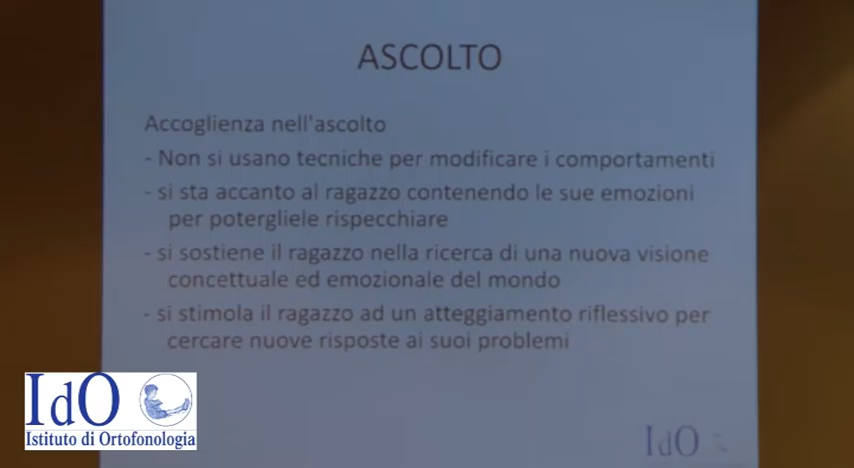 ASCOLTO
Accoglienza nell'ascolto
- Non si usano tecniche per modificare i comportamenti
- si sta accanto al ragazzo contenendo le sue emozioni
per potergliele rispecchiare
- si sostiene il ragazzo nella ricerca di una nuova visione
concettuale ed emozionale del mondo
- si stimola il ragazzo ad un atteggiamento riflessivo per
cercare nuove risposte ai suoi problemi
IdO
Istituto di Ortofonologia
IdO